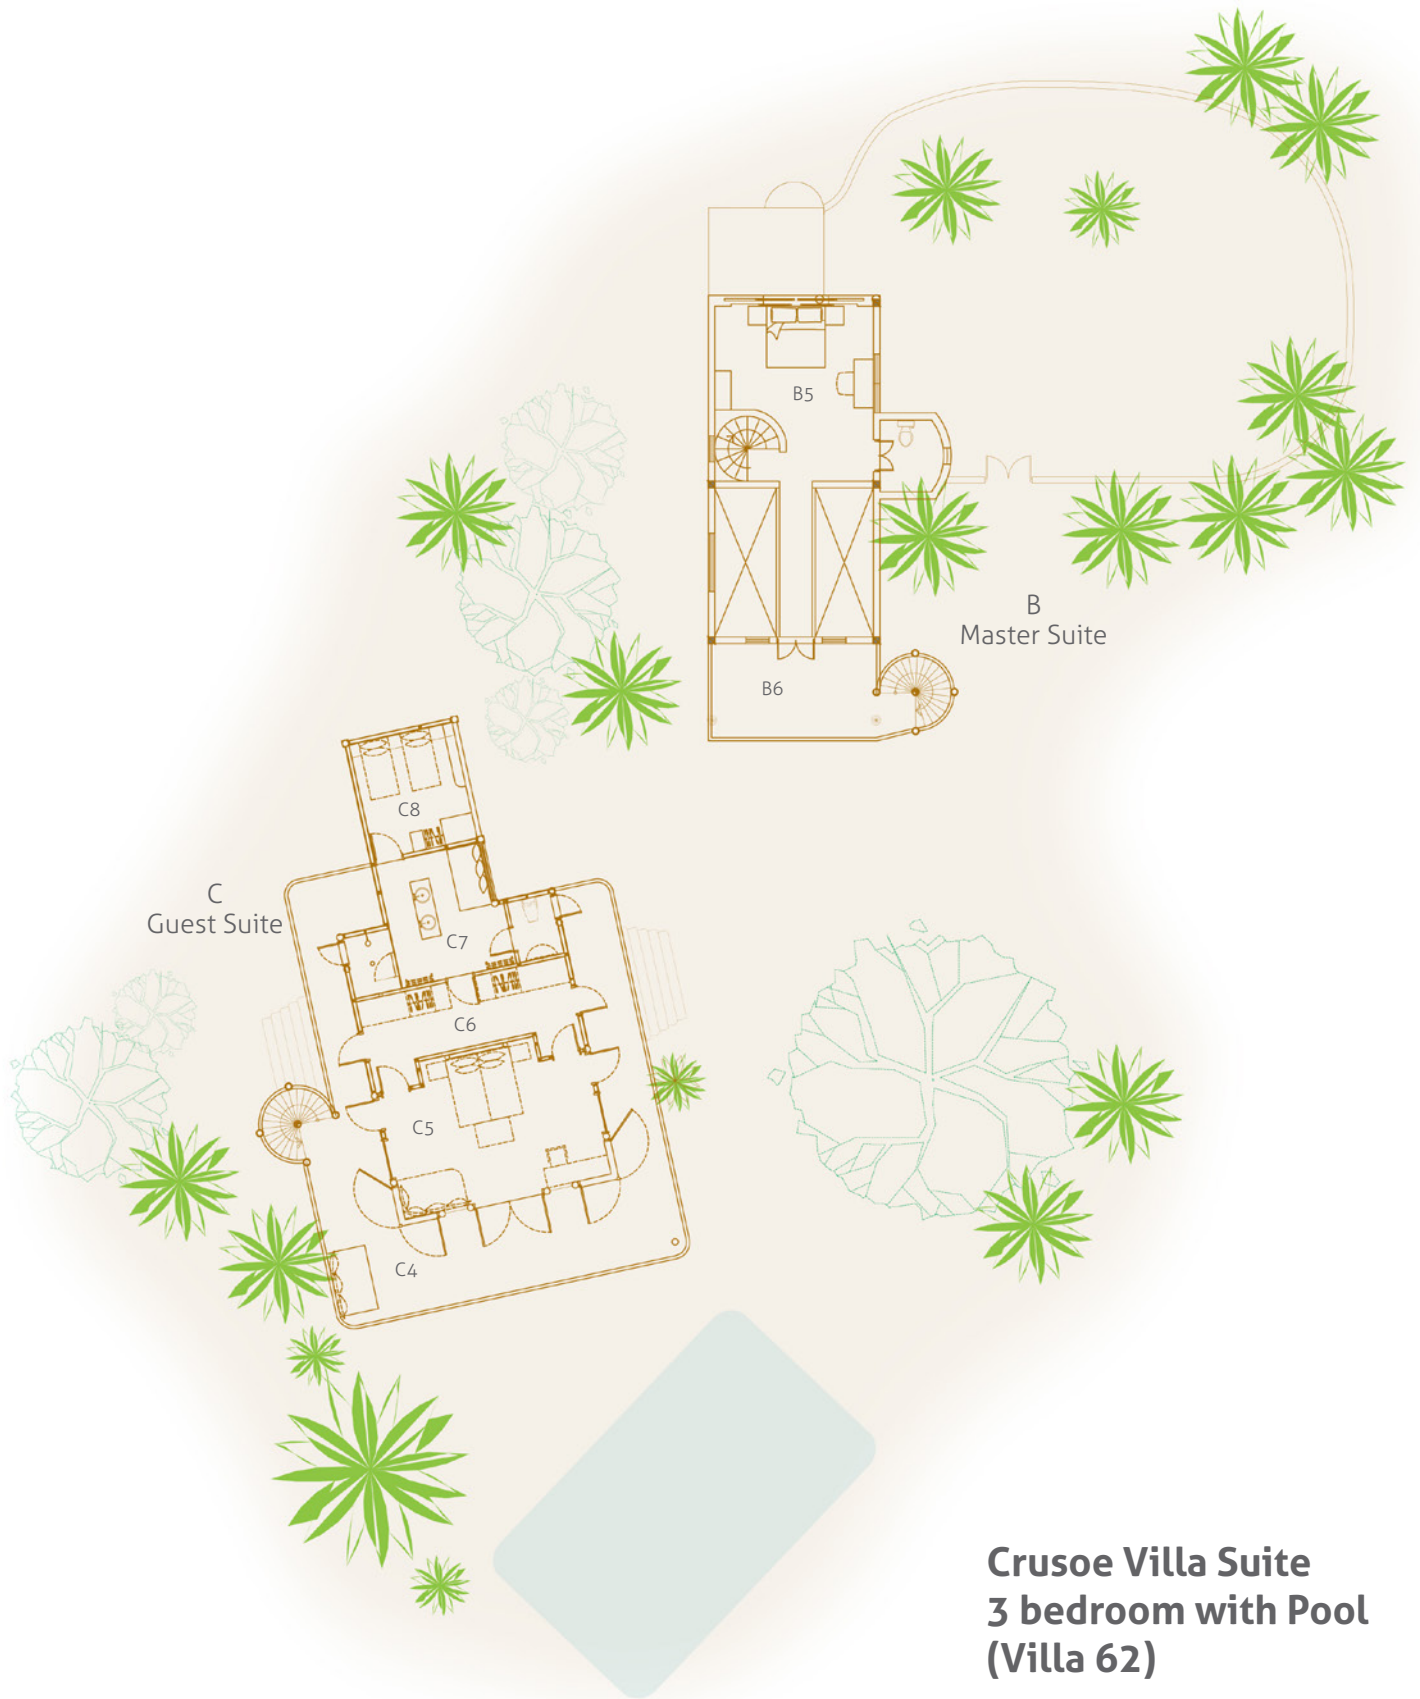 B5
B
Master Suite
B6
C8
C
Guest Suite
C7
C6
C5
C4
Crusoe Villa Suite
3 bedroom with Pool
(Villa 62)